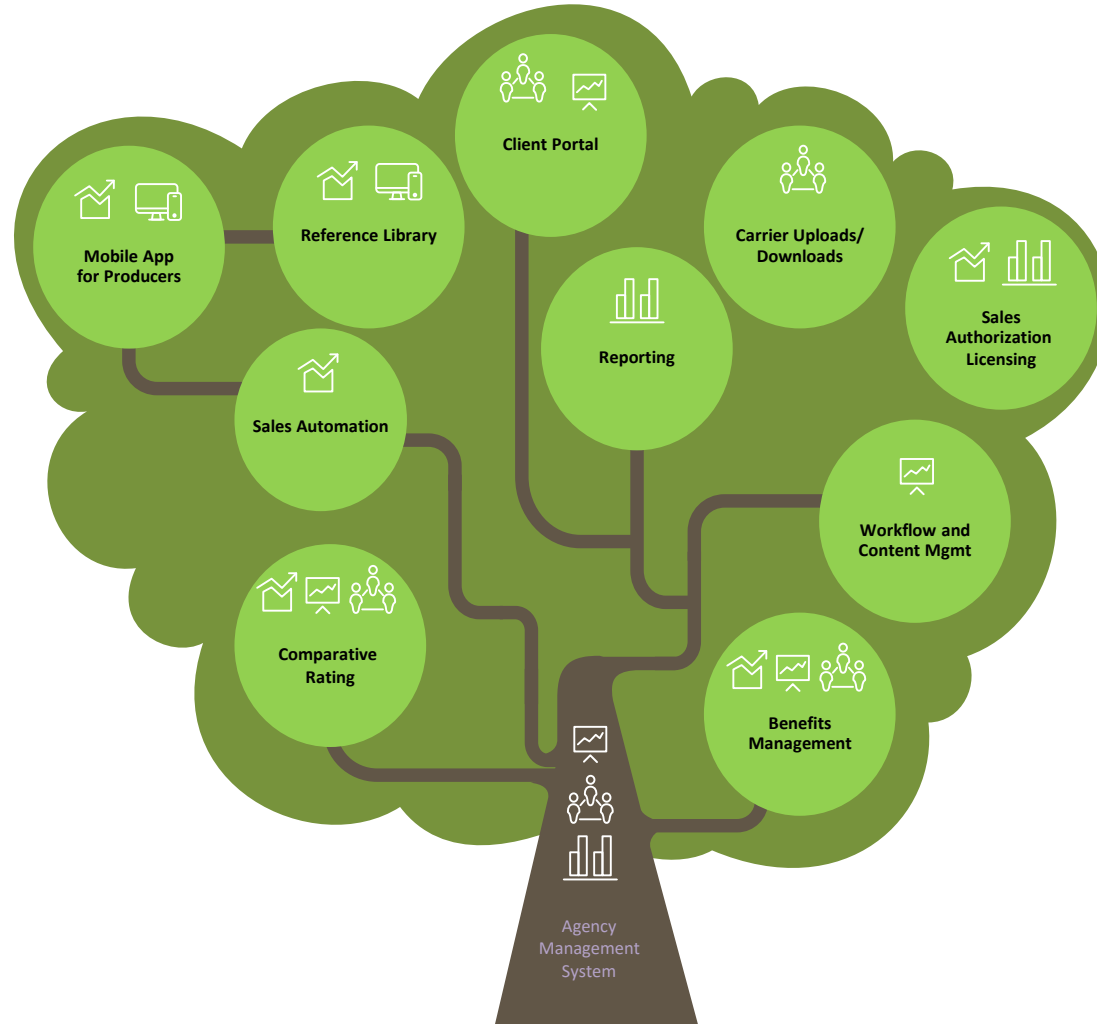 Client Portal
Mobile App
for Producers
Reference Library
Carrier Uploads/
Downloads
Sales
Authorization
Licensing
Reporting
Sales Automation
Workflow and
Content Mgmt
Comparative
Rating
Benefits
Management
Agency
Management
System